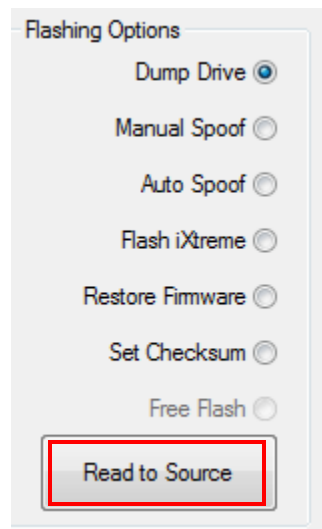 Flashing Options
Dump Drive
Manual Spoof
Auto Spoof
Flash iXtreme
Restore Firmware
Set Checksum
Free Flash
Read to Source